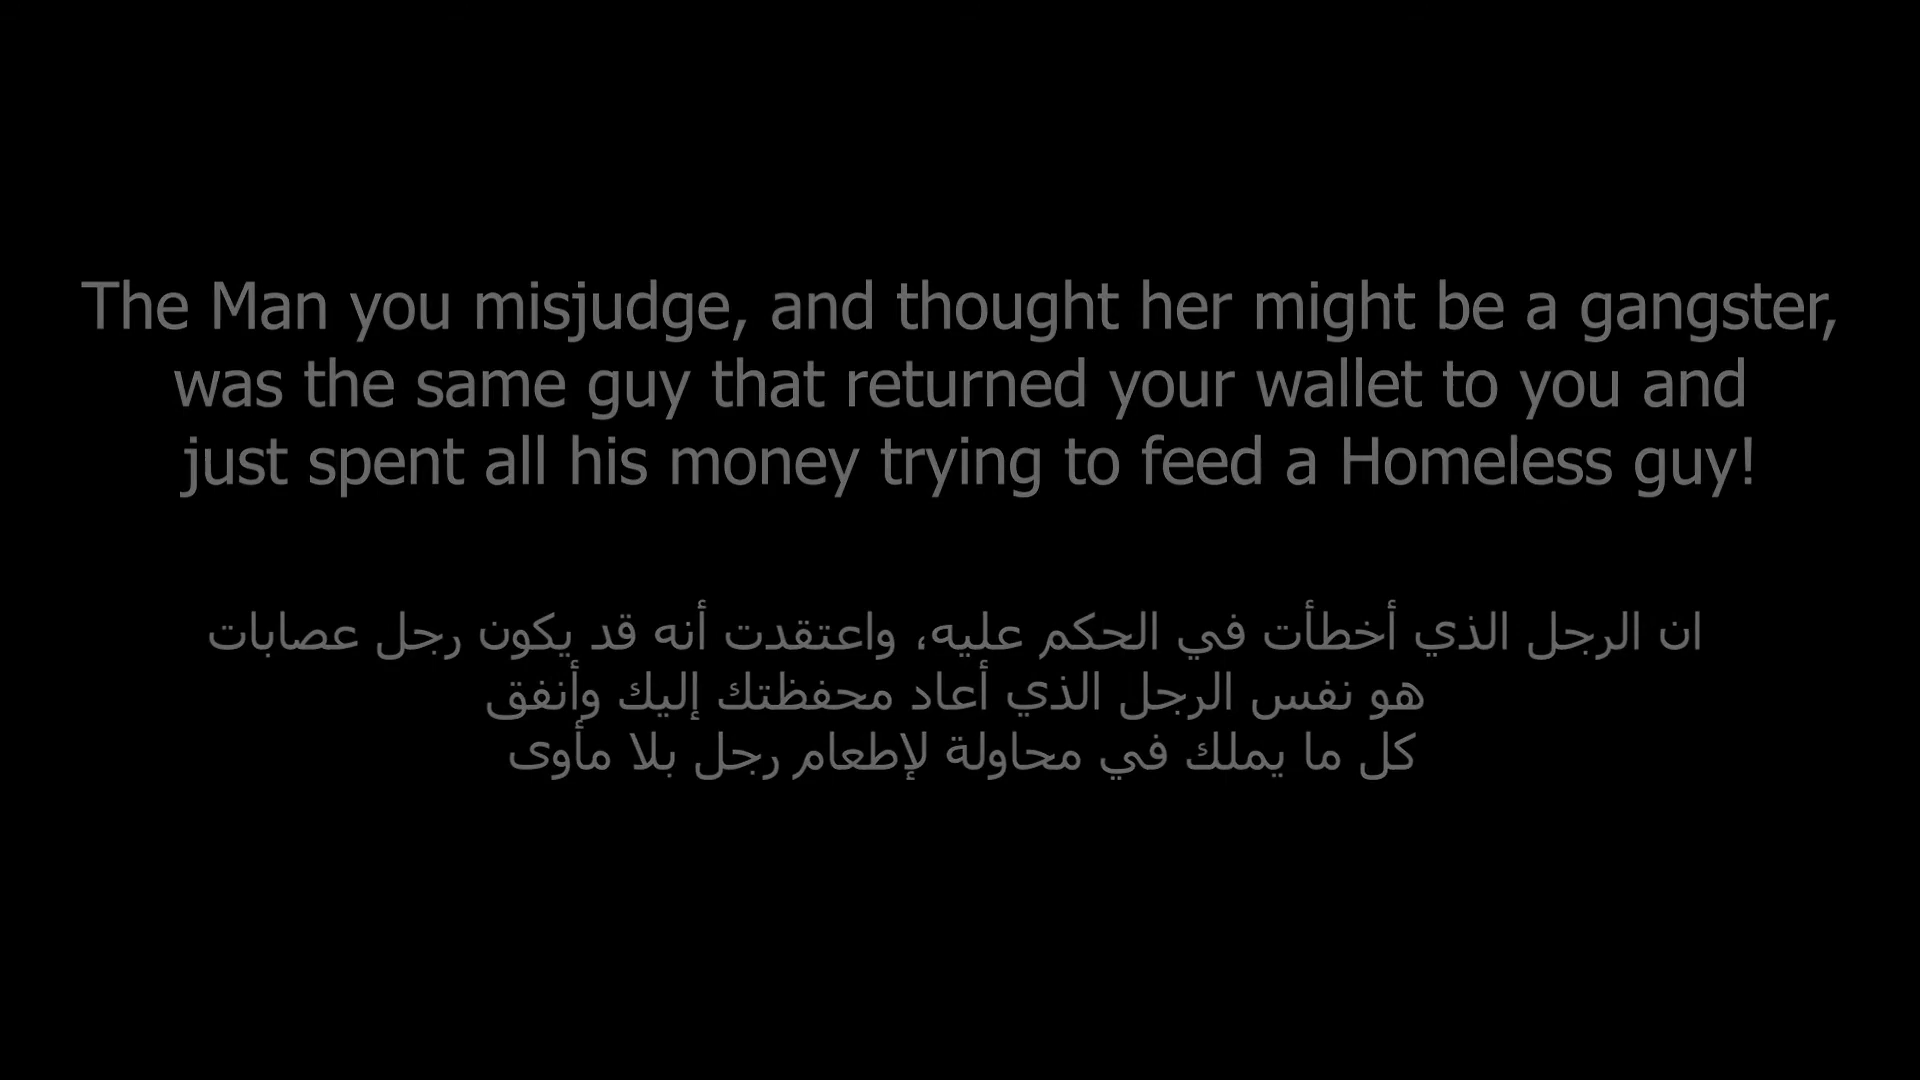 The Man you misjudge, and thought her might be a gangster,
was the same guy that returned your wallet to you and
just spent all his money trying to feed a Homeless guy!
ان الرجل الذي أخطأت في الحكم عليه، واعتقدت أنه قد يكون رجل عصابات
هو نفس الرجل الذي أعاد محفظتك إليك وأنفق
كل ما يملك في محاولة لإطعام رجل بلا مأوى